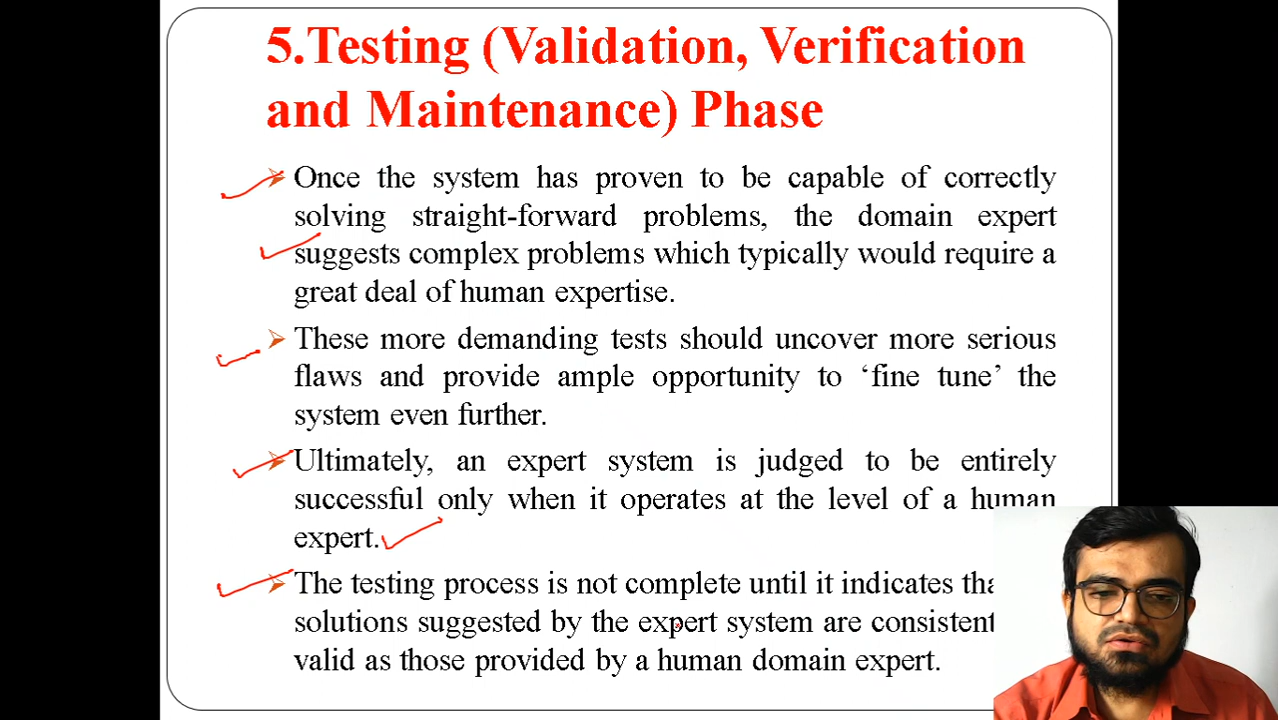 5.Testing (Validation, Verification
and Maintenance) Phase
Once the system has proven to be capable of correctly
solving straight-forward problems, the domain expert
suggests complex problems which typically would require a
great deal of human expertise.
These more demanding tests should uncover more serious
flaws and provide ample opportunity to ‘fine tune’ the
system even further.
Ultimately, an expert system is judged to be entirely
successful only when it operates at the level of a human
expert.
The testing process is not complete until it indicates
solutions suggested by the expert system are consistent
valid as those provided by a human domain expert.